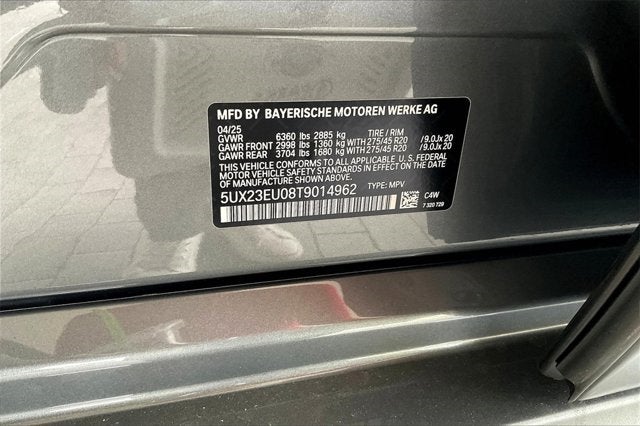 MFD BY BAYERISCHE MOTOREN WERKE AG
04/25
GVWR 6360 lbs 2885 kg TIRE / RIM
GAWR FRONT 2998 lbs 1360 kg WITH 275/45 R20 / 9.0Jx 20
GAWR REAR 3704 lbs 1680 kg WITH 275/45 R20 / 9.0Jx 20
THIS VEHICLE CONFORMS TO ALL APPLICABLE U. S. FEDERAL
MOTOR VEHICLE SAFETY STANDARDS IN EFFECT ON THE DATE
OF MANUFACTURE SHOWN ABOVE.
5UX23EU08T9014962 TYPE: MPV
C4W
7 320 729